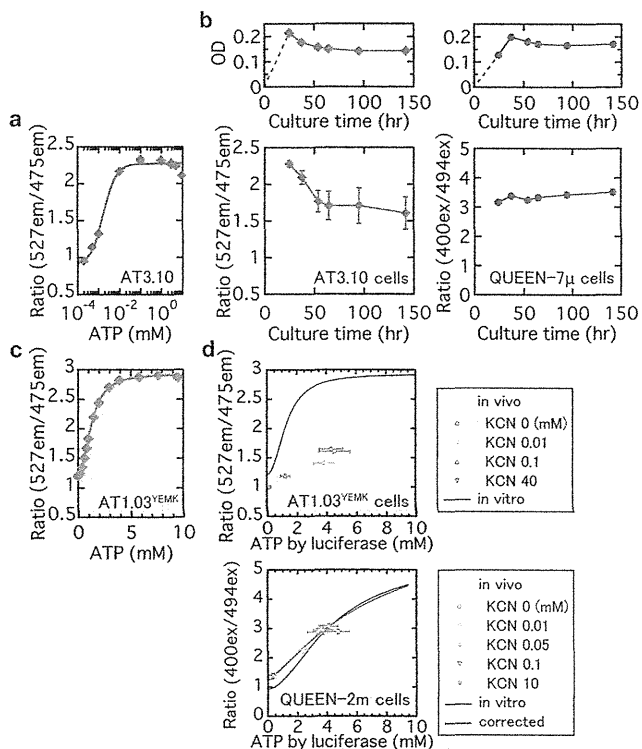 b
OD
0.2
0.1
0
0 50 100 150
Culture time (hr)
0.2
0.1
0
0 50 100 150
Culture time (hr)
a
Ratio (527em/475em)
2.5
2
1.5
1
0.5
AT3.10
10⁻⁴ 10⁻² 10⁰
ATP (mM)
Ratio (527em/475em)
2.5
2
1.5
1
0.5
AT3.10 cells
0 50 100 150
Culture time (hr)
Ratio (400ex/494ex)
5
4
3
2
1
0
QUEEN-7μ cells
0 50 100 150
Culture time (hr)
c
Ratio (527em/475em)
3
2.5
2
1.5
1
0.5
AT1.03YEMK
0 5 10
ATP (mM)
d
Ratio (527em/475em)
3
2.5
2
1.5
1
0.5
AT1.03YEMK cells
0 2 4 6 8 10
ATP by luciferase (mM)
in vivo
KCN 0 (mM)
KCN 0.01
KCN 0.1
KCN 40
in vitro
Ratio (400ex/494ex)
5
4
3
2
1
0
QUEEN-2m cells
0 2 4 6 8 10
ATP by luciferase (mM)
in vivo
KCN 0 (mM)
KCN 0.01
KCN 0.05
KCN 0.1
KCN 10
in vitro
corrected